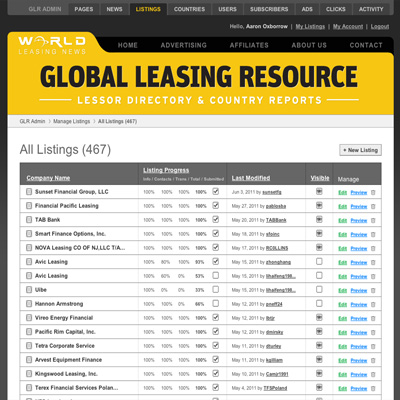 GLR ADMIN PAGES NEWS LISTINGS COUNTRIES USERS SUBSCRIBERS ADS CLICKS ACTIVITY
Hello, Aaron Oxborrow | My Listings | My Account | Logout
WORLD
LEASING NEWS
HOME ADVERTISING AFFILIATES ABOUT US CONTACT
GLOBAL LEASING RESOURCE
LESSOR DIRECTORY & COUNTRY REPORTS
GLR Admin Manage Listings All Listings (467)
All Listings (467)
+ New Listing
Company Name Listing Progress Last Modified Visible Manage
Info / Contacts / Trans / Total / Submitted
Sunset Financial Group, LLC 100% 100% 100% 100% Jun 3, 2011 by sunsetfg Edit Preview
Financial Pacific Leasing 100% 100% 100% 100% May 27, 2011 by Edit Preview
TAB Bank 100% 100% 100% 100% May 20, 2011 by TABBank Edit Preview
Smart Finance Options, Inc. 100% 100% 100% 100% May 18, 2011 by Edit Preview
NOVA Leasing CO OF NJ,LLC T/A... 100% 100% 100% 100% May 17, 2011 by RCOLLINS Edit Preview
Avic Leasing 100% 60% 100% 83% May 15, 2011 by zhonghang Edit Preview
Avic Leasing 100% 60% 0% 53% May 15, 2011 by Edit Preview
Uibe 100% 0% 0% 33% May 15, 2011 by Edit Preview
Hannon Armstrong 100% 100% 0% 66% May 12, 2011 by pneff24 Edit Preview
Vireo Energy Financial 100% 100% 100% 100% May 12, 2011 by Edit Preview
Pacific Rim Capital, Inc. 100% 100% 100% 100% May 11, 2011 by dminsky Edit Preview
Tetra Corporate Service 100% 100% 100% 100% May 11, 2011 by dturley Edit Preview
Arvest Equipment Finance 100% 100% 100% 100% May 11, 2011 by kgilliam Edit Preview
Kingswood Leasing, Inc. 100% 100% 100% 100% May 10, 2011 by Camr1991 Edit Preview
Terex Financial Services Polan... 100% 100% 100% 100% May 4, 2011 by TFSPoland Edit Preview